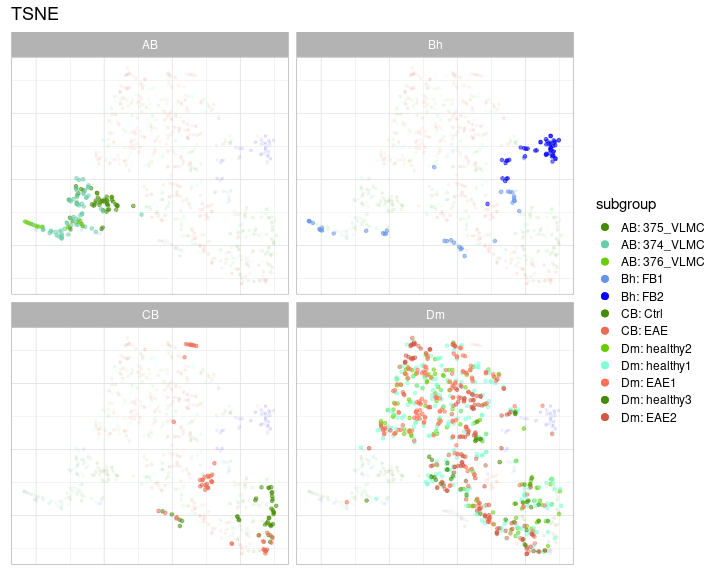 TSNE
AB
Bh
CB
Dm
subgroup
AB: 375_VLMC
AB: 374_VLMC
AB: 376_VLMC
Bh: FB1
Bh: FB2
CB: Ctrl
CB: EAE
Dm: healthy2
Dm: healthy1
Dm: EAE1
Dm: healthy3
Dm: EAE2